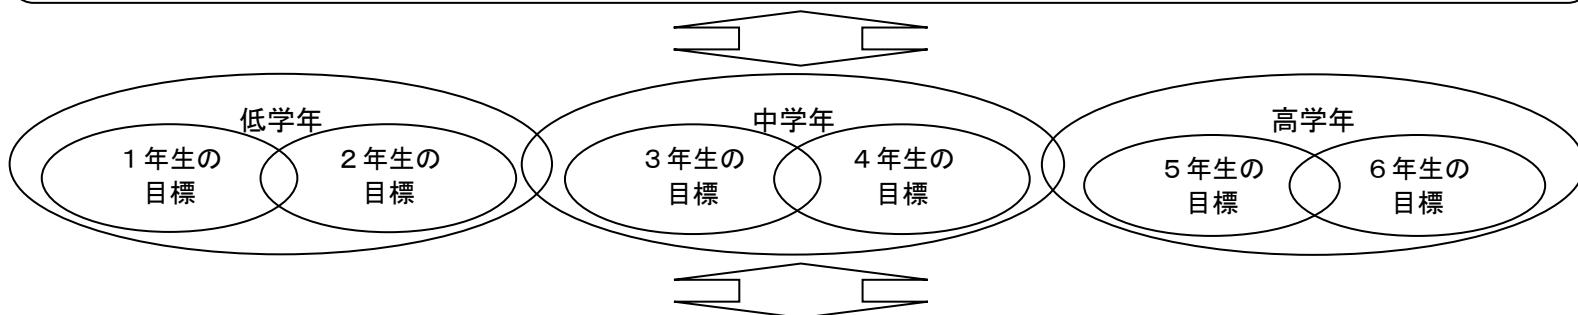 低学年
１年生の
目標
２年生の
目標
中学年
３年生の
目標
４年生の
目標
高学年
５年生の
目標
６年生の
目標